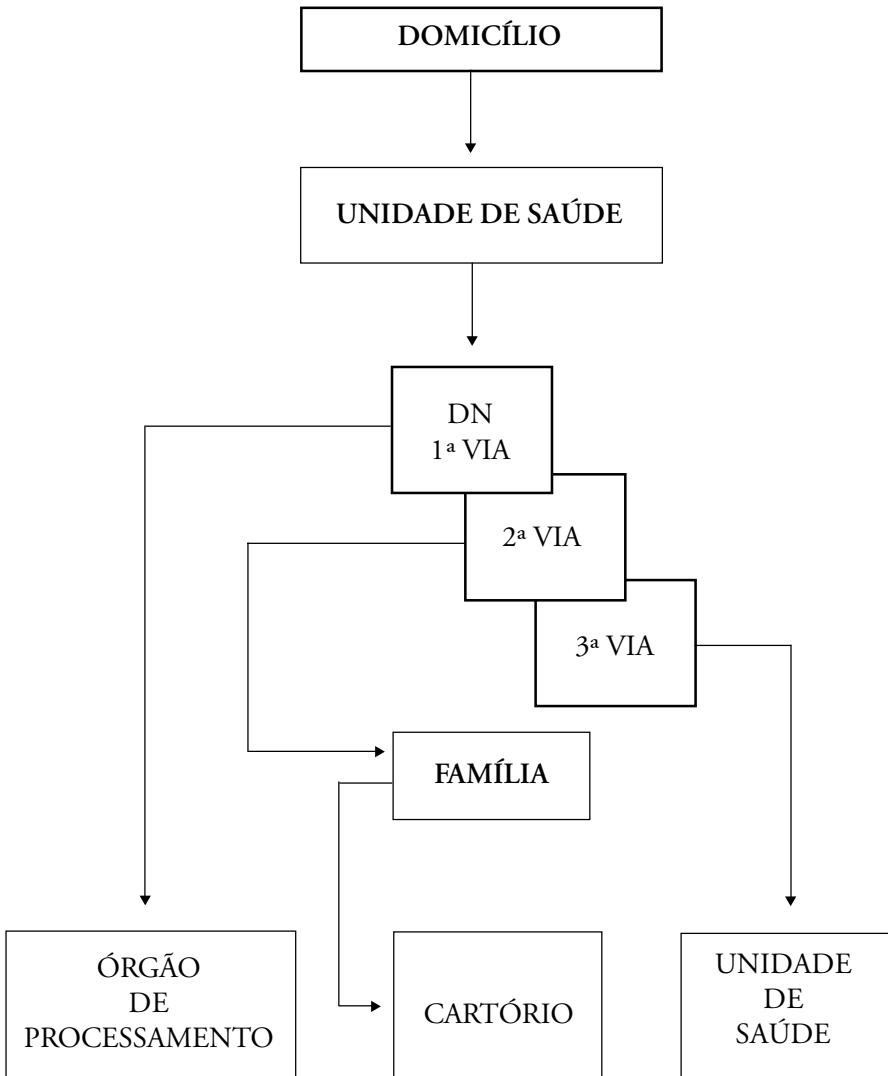 DOMICÍLIO
UNIDADE DE SAÚDE
DN
1ª VIA
2ª VIA
3ª VIA
FAMÍLIA
ÓRGÃO
DE
PROCESSAMENTO
CARTÓRIO
UNIDADE
DE
SAÚDE